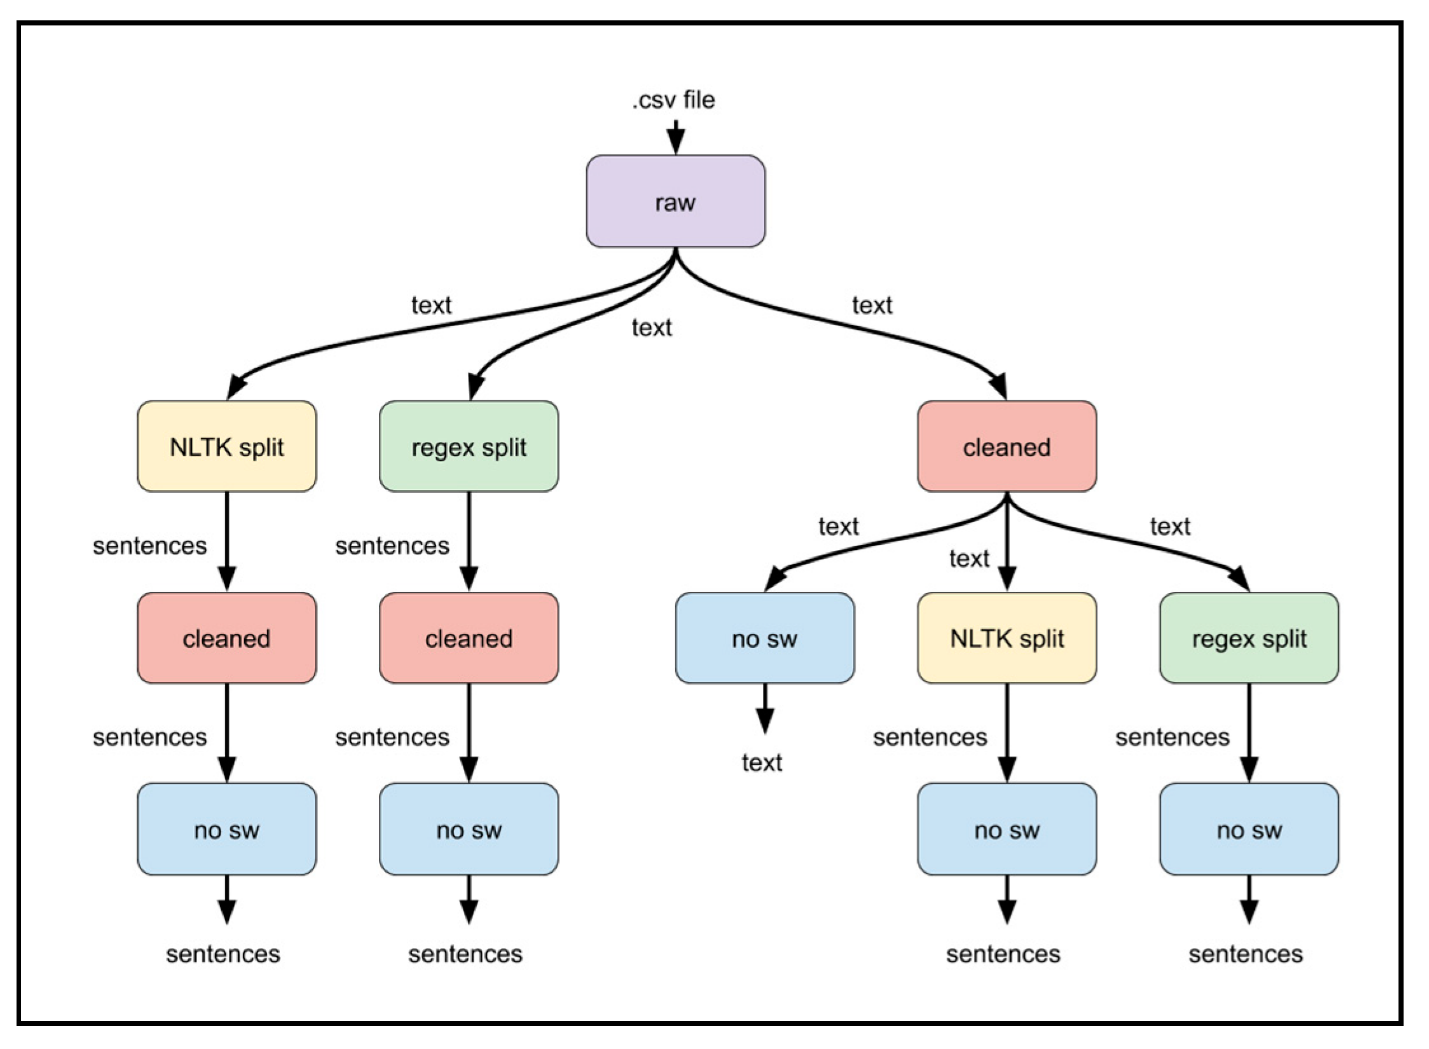 .csv file
raw
text
text
text
NLTK split
regex split
cleaned
sentences
sentences
text
text
text
cleaned
cleaned
no sw
NLTK split
regex split
sentences
sentences
text
sentences
sentences
no sw
no sw
no sw
no sw
sentences
sentences
sentences
sentences